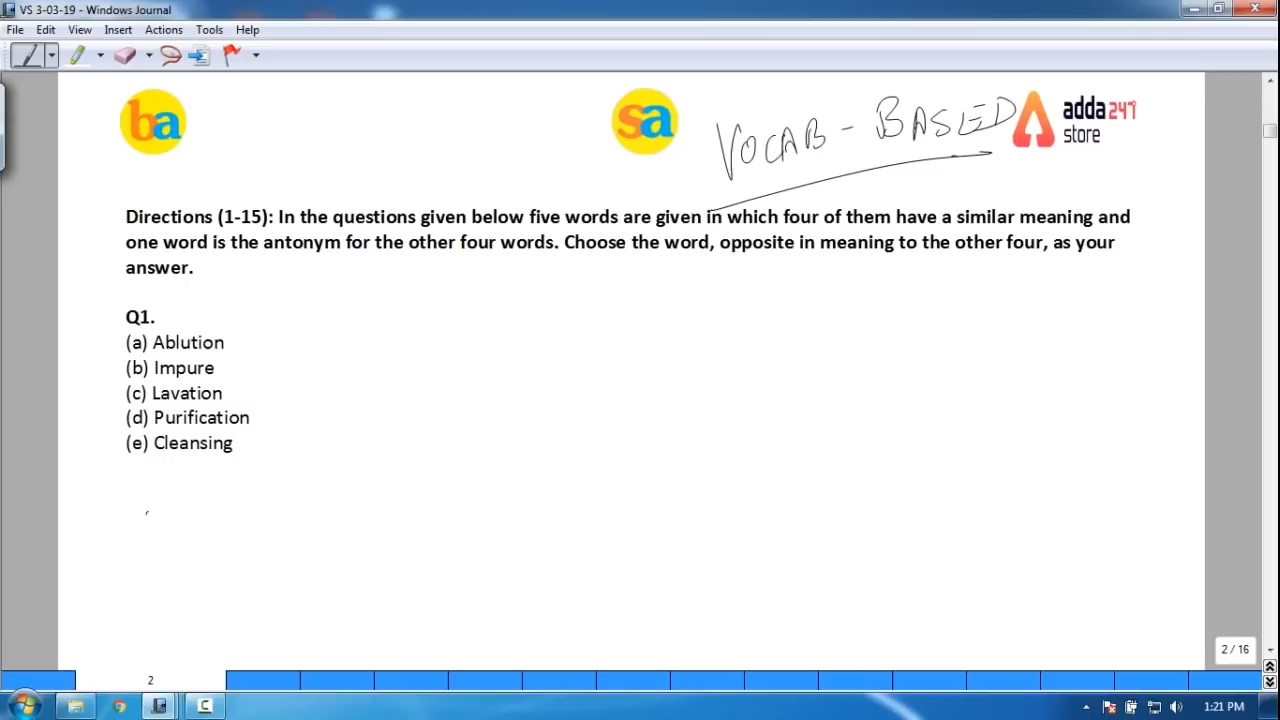 VS 3-03-19 - Windows Journal
File Edit View Insert Actions Tools Help
ba
sa
VOCAB - BASED
adda247
store
Directions (1-15): In the questions given below five words are given in which four of them have a similar meaning and
one word is the antonym for the other four words. Choose the word, opposite in meaning to the other four, as your
answer.
Q1.
(a) Ablution
(b) Impure
(c) Lavation
(d) Purification
(e) Cleansing
2 / 16
2
1:21 PM